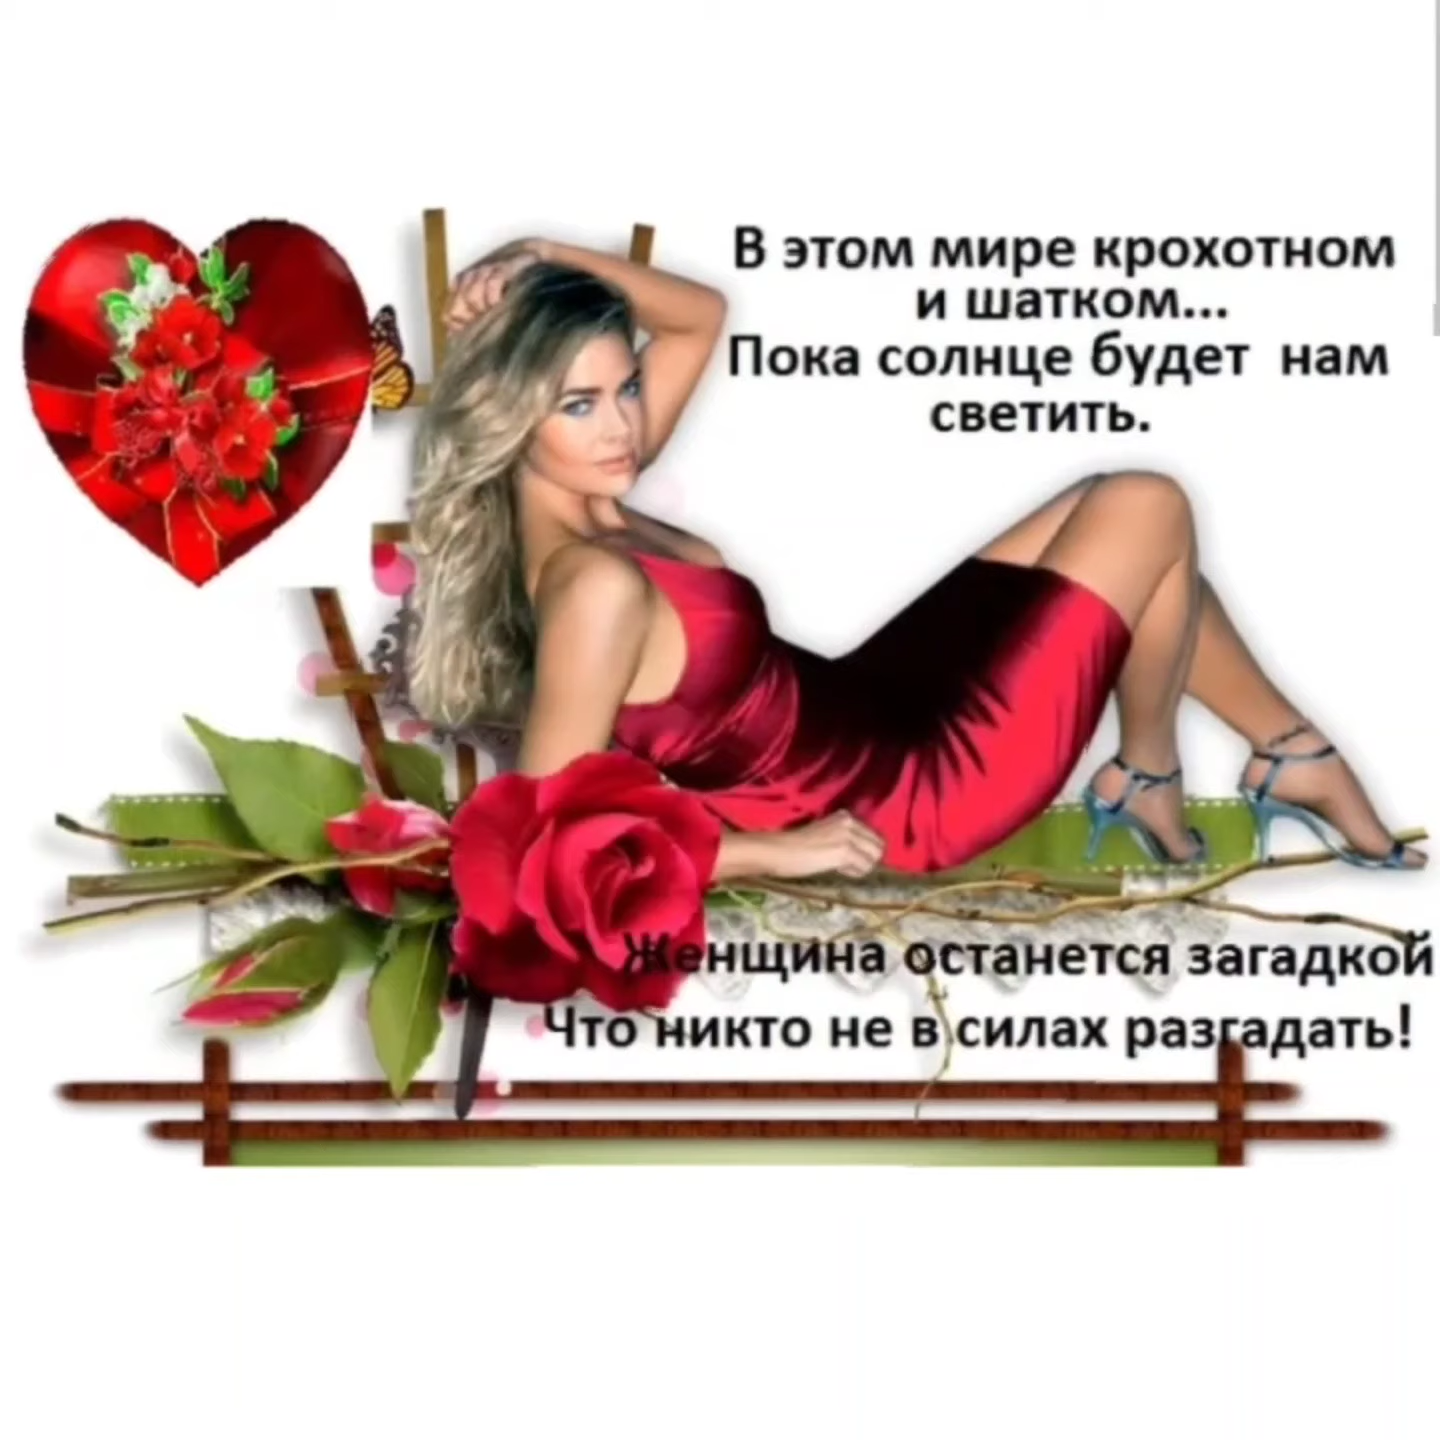 В этом мире крохотном
и шатком...
Пока солнце будет нам
светить.
Женщина останется загадкой
Что никто не в силах разгадать!